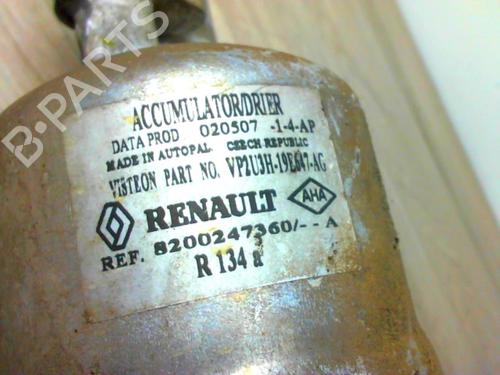 ACCUMULATOR/DRIER
DATA PROD 020507 -1-4-AP
MADE IN AUTOPAL CZECH REPUBLIC
VISTEON PART NO. VP2U3H-19E647-AG
RENAULT AHA
REF. 8200247360/--A
R 134 a
B-PARTS